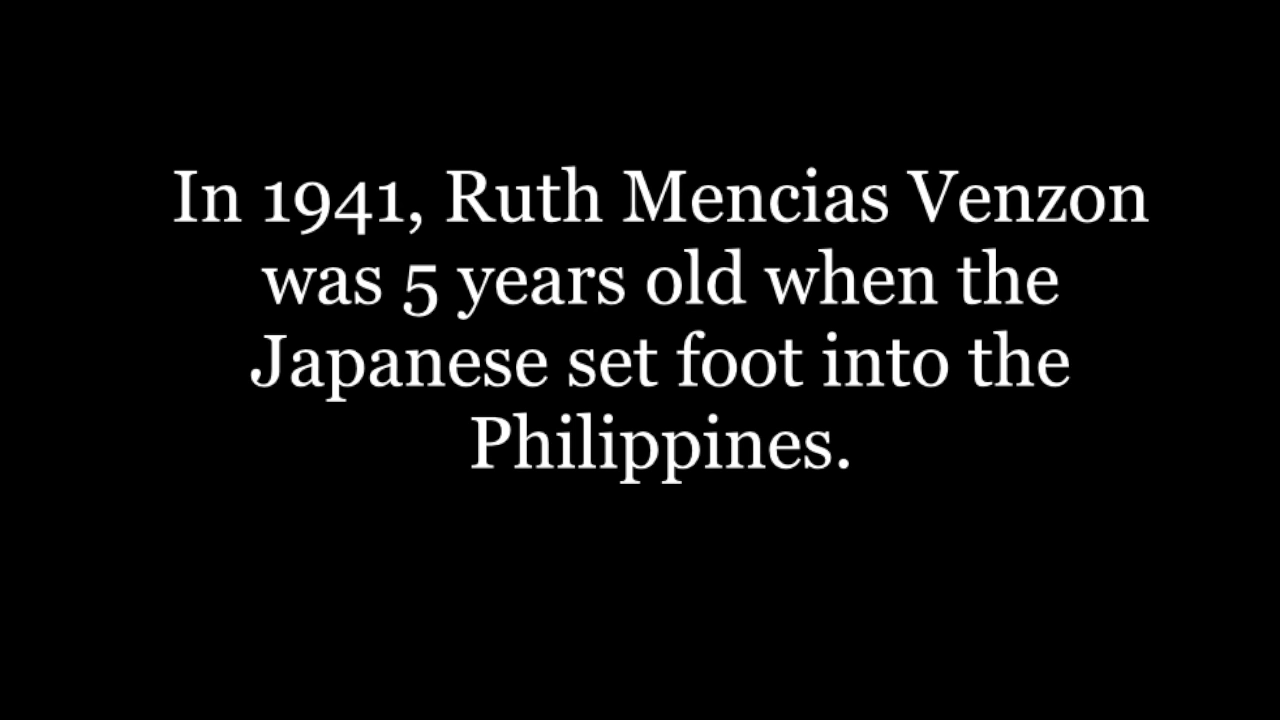 In 1941, Ruth Mencias Venzon
was 5 years old when the
Japanese set foot into the
Philippines.